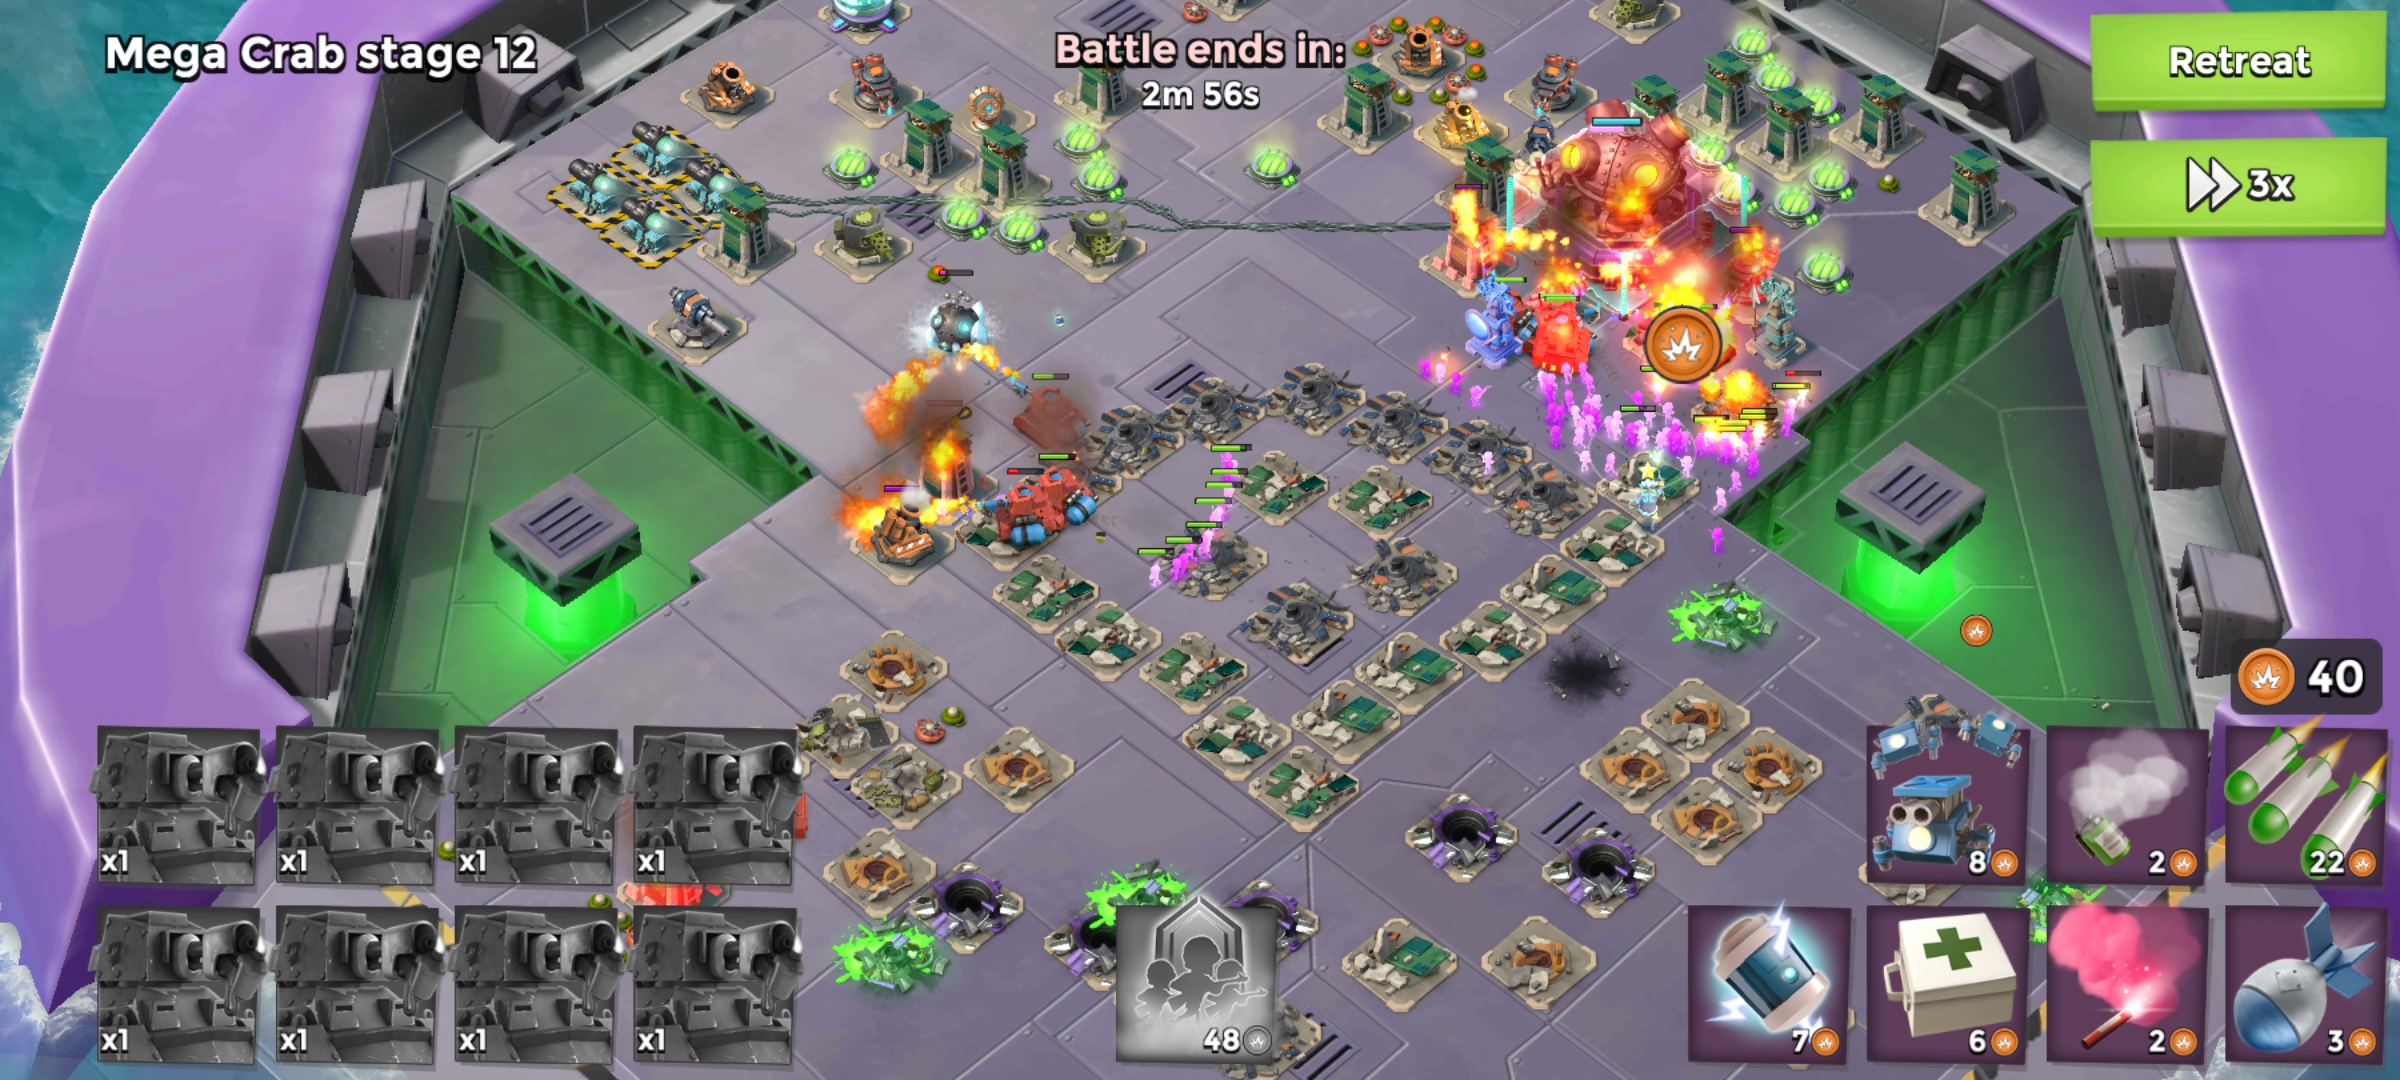 Mega Crab stage 12
Battle ends in:
2m 56s
Retreat
3x
40
x1
x1
x1
x1
8
2
22
x1
x1
x1
x1
48
7
6
2
3